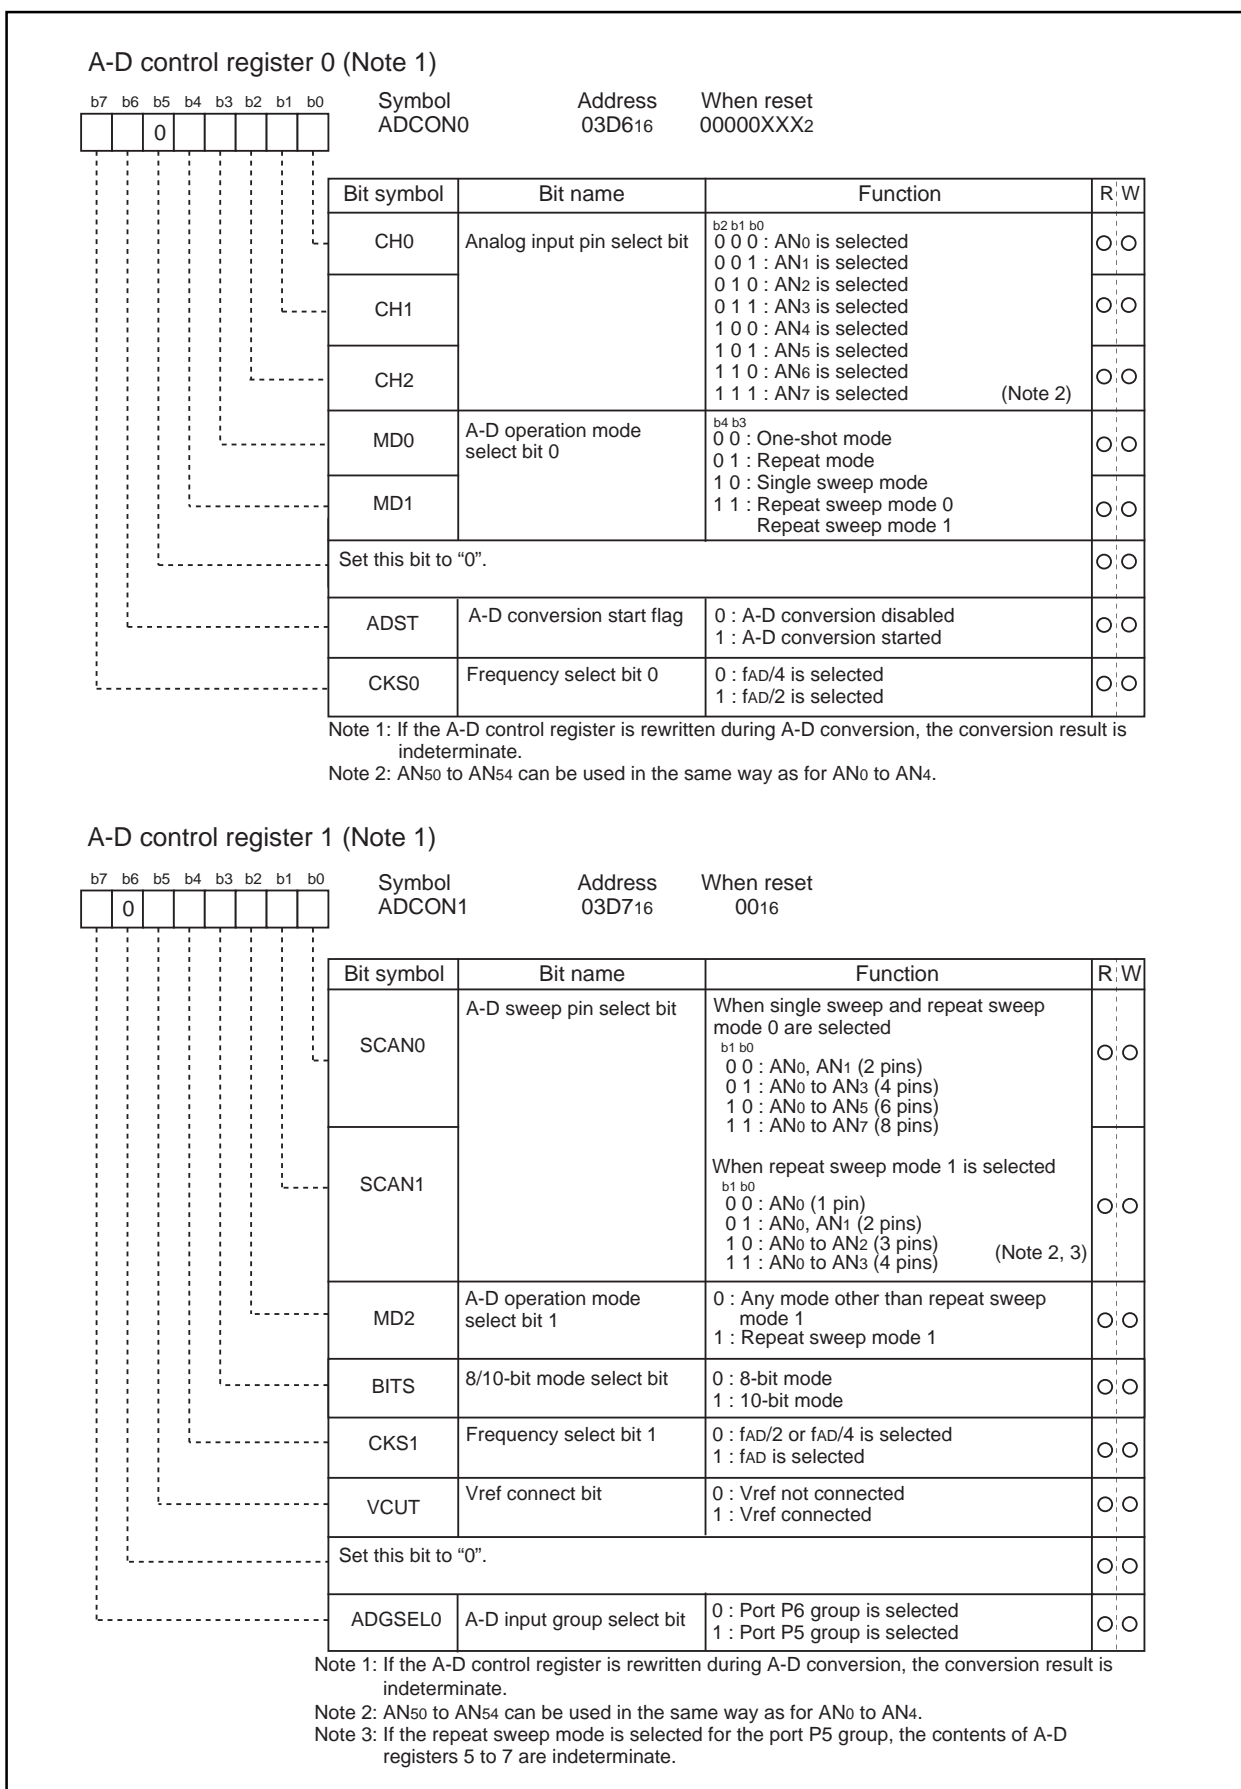 A-D control register 0 (Note 1)
b7 b6 b5 b4 b3 b2 b1 b0
Symbol Address When reset
ADCON0 03D616 00000XXX2
0
Bit symbol Bit name Function R W
CH0 Analog input pin select bit
b2 b1 b0
0 0 0 : AN0 is selected
0 0 1 : AN1 is selected
0 1 0 : AN2 is selected
CH1
0 1 1 : AN3 is selected
1 0 0 : AN4 is selected
1 0 1 : AN5 is selected
CH2
1 1 0 : AN6 is selected
1 1 1 : AN7 is selected (Note 2)
MD0 A-D operation mode
select bit 0
b4 b3
0 0 : One-shot mode
0 1 : Repeat mode
1 0 : Single sweep mode
MD1
1 1 : Repeat sweep mode 0
Repeat sweep mode 1
Set this bit to “0”.
ADST A-D conversion start flag
0 : A-D conversion disabled
1 : A-D conversion started
CKS0 Frequency select bit 0
0 : fAD/4 is selected
1 : fAD/2 is selected
Note 1: If the A-D control register is rewritten during A-D conversion, the conversion result is
indeterminate.
Note 2: AN50 to AN54 can be used in the same way as for AN0 to AN4.
A-D control register 1 (Note 1)
b7 b6 b5 b4 b3 b2 b1 b0
Symbol Address When reset
ADCON1 03D716 0016
0
Bit symbol Bit name Function R W
SCAN0 A-D sweep pin select bit
When single sweep and repeat sweep
mode 0 are selected
b1 b0
0 0 : AN0, AN1 (2 pins)
0 1 : AN0 to AN3 (4 pins)
1 0 : AN0 to AN5 (6 pins)
1 1 : AN0 to AN7 (8 pins)
SCAN1
When repeat sweep mode 1 is selected
b1 b0
0 0 : AN0 (1 pin)
0 1 : AN0, AN1 (2 pins)
1 0 : AN0 to AN2 (3 pins)
1 1 : AN0 to AN3 (4 pins) (Note 2, 3)
MD2 A-D operation mode
select bit 1
0 : Any mode other than repeat sweep
mode 1
1 : Repeat sweep mode 1
BITS 8/10-bit mode select bit
0 : 8-bit mode
1 : 10-bit mode
CKS1 Frequency select bit 1
0 : fAD/2 or fAD/4 is selected
1 : fAD is selected
VCUT Vref connect bit
0 : Vref not connected
1 : Vref connected
Set this bit to “0”.
ADGSEL0 A-D input group select bit
0 : Port P6 group is selected
1 : Port P5 group is selected
Note 1: If the A-D control register is rewritten during A-D conversion, the conversion result is
indeterminate.
Note 2: AN50 to AN54 can be used in the same way as for AN0 to AN4.
Note 3: If the repeat sweep mode is selected for the port P5 group, the contents of A-D
registers 5 to 7 are indeterminate.